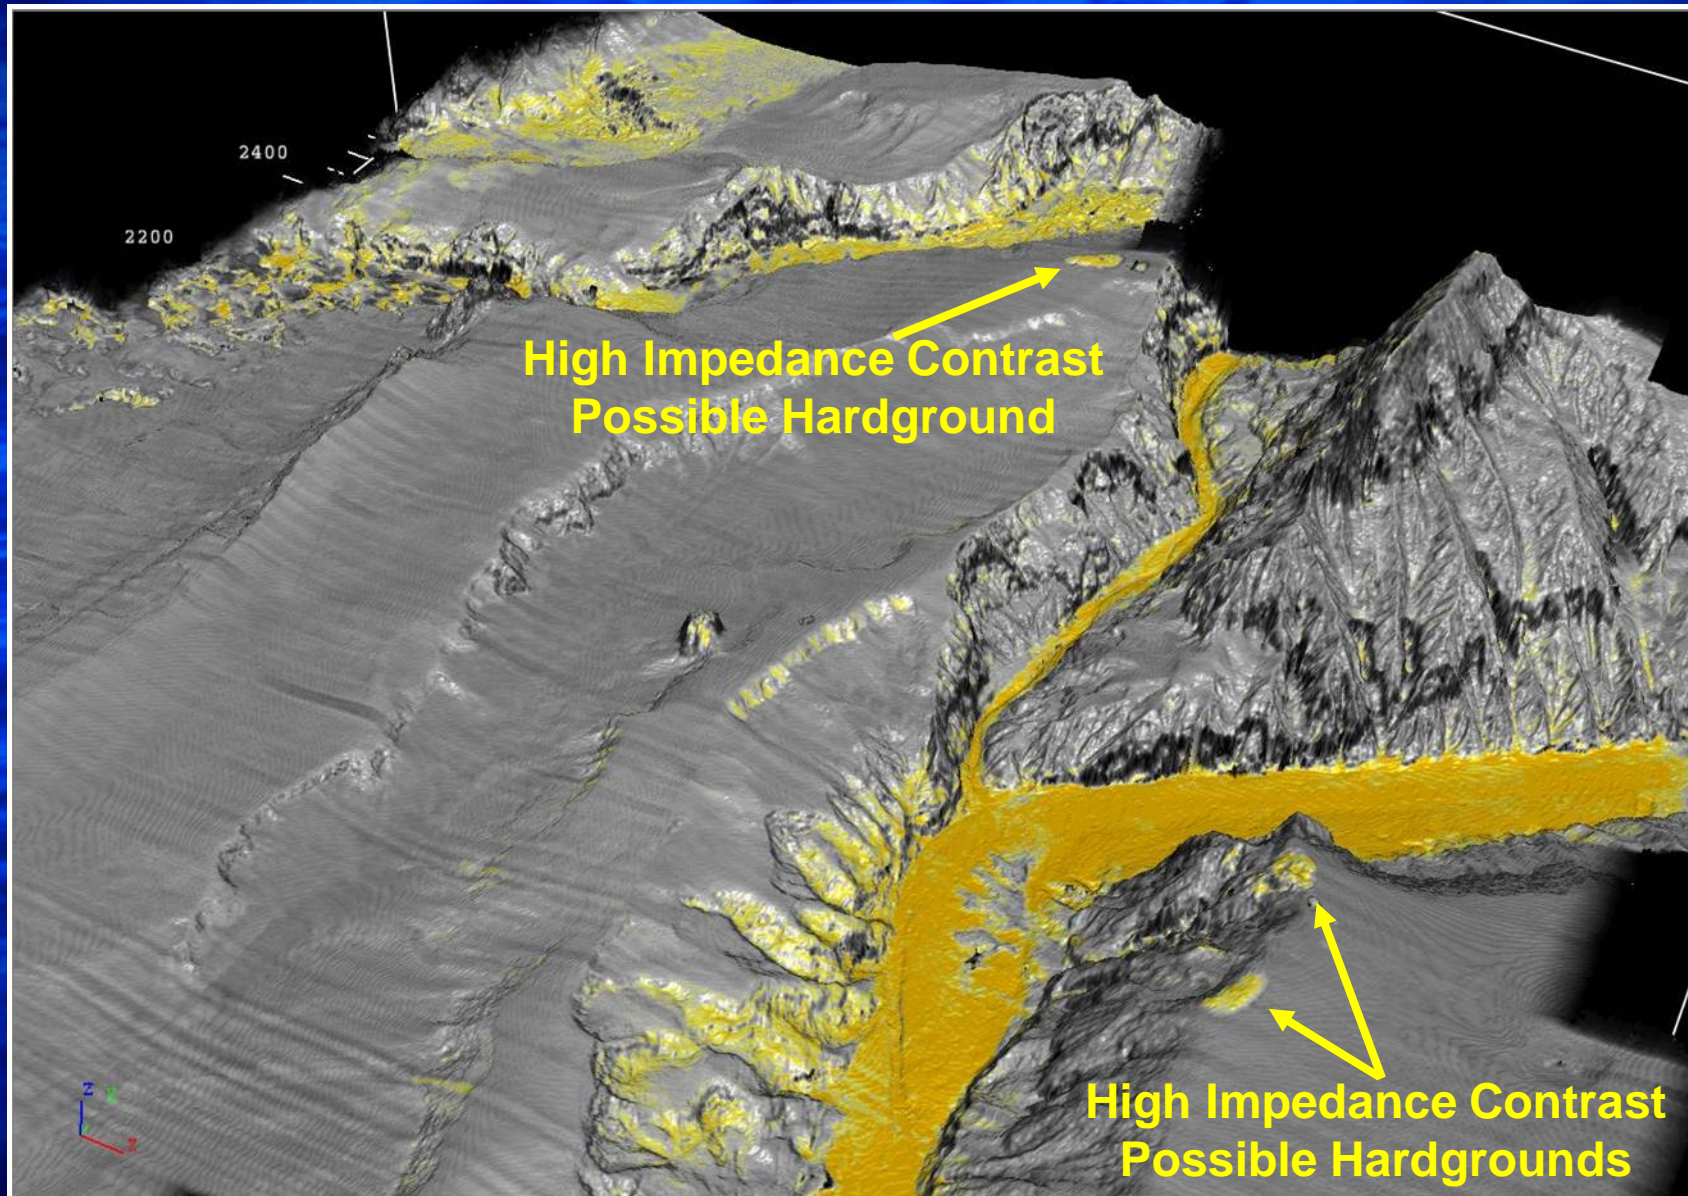 2400
2200
High Impedance Contrast
Possible Hardground
High Impedance Contrast
Possible Hardgrounds
Z